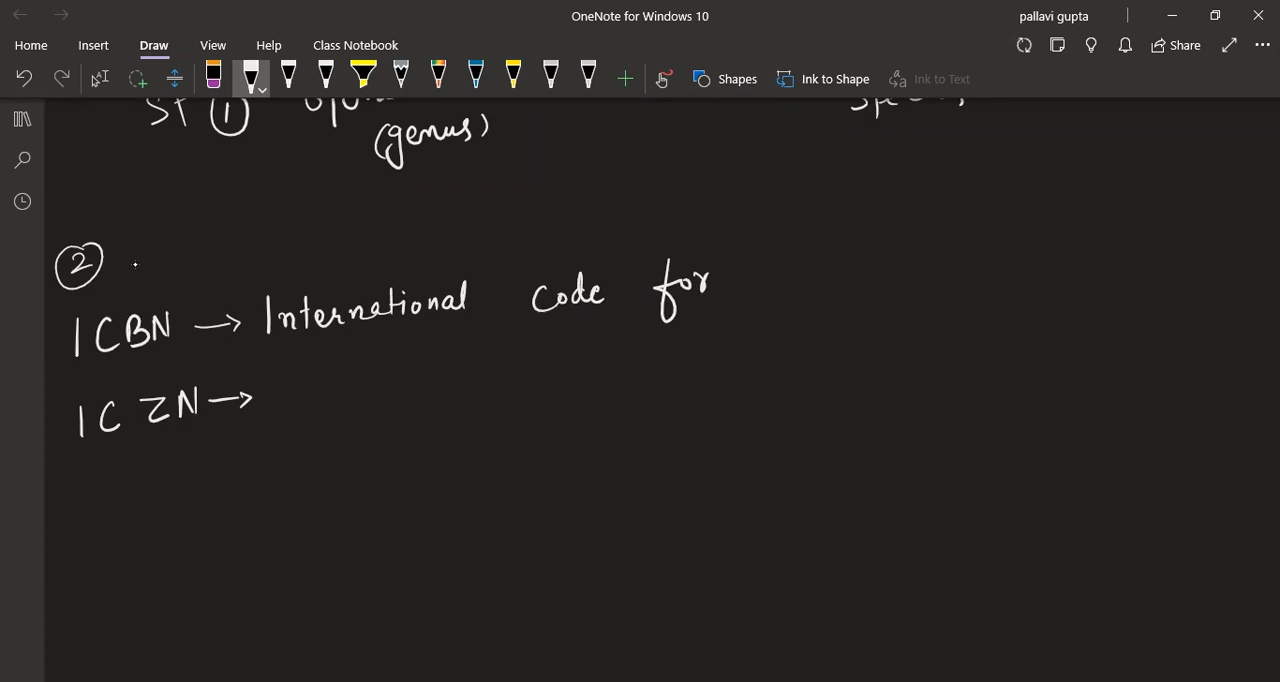 OneNote for Windows 10
pallavi gupta
Home Insert Draw View Help Class Notebook
Share
Shapes Ink to Shape Ink to Text
1
(genus)
2
ICBN → International Code for
ICZN →